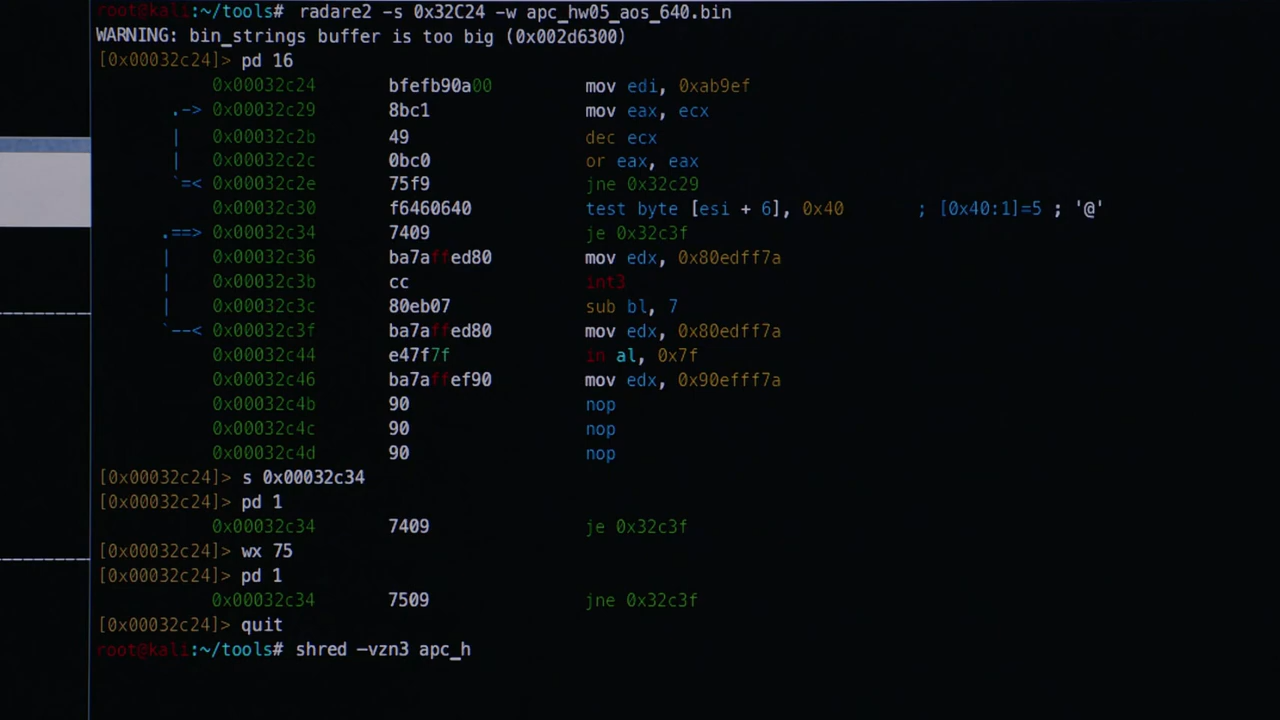 root@kali:~/tools# radare2 -s 0x32C24 -w apc_hw05_aos_640.bin
WARNING: bin_strings buffer is too big (0x002d6300)
[0x00032c24]> pd 16
0x00032c24 bfefb90a00 mov edi, 0xab9ef
.-> 0x00032c29 8bc1 mov eax, ecx
| 0x00032c2b 49 dec ecx
| 0x00032c2c 0bc0 or eax, eax
`=< 0x00032c2e 75f9 jne 0x32c29
0x00032c30 f6460640 test byte [esi + 6], 0x40 ; [0x40:1]=5 ; '@'
.==> 0x00032c34 7409 je 0x32c3f
| 0x00032c36 ba7affed80 mov edx, 0x80edff7a
| 0x00032c3b cc int3
| 0x00032c3c 80eb07 sub bl, 7
`--< 0x00032c3f ba7affed80 mov edx, 0x80edff7a
0x00032c44 e47f7f in al, 0x7f
0x00032c46 ba7affef90 mov edx, 0x90efff7a
0x00032c4b 90 nop
0x00032c4c 90 nop
0x00032c4d 90 nop
[0x00032c24]> s 0x00032c34
[0x00032c24]> pd 1
0x00032c34 7409 je 0x32c3f
[0x00032c24]> wx 75
[0x00032c24]> pd 1
0x00032c34 7509 jne 0x32c3f
[0x00032c24]> quit
root@kali:~/tools# shred -vzn3 apc_h